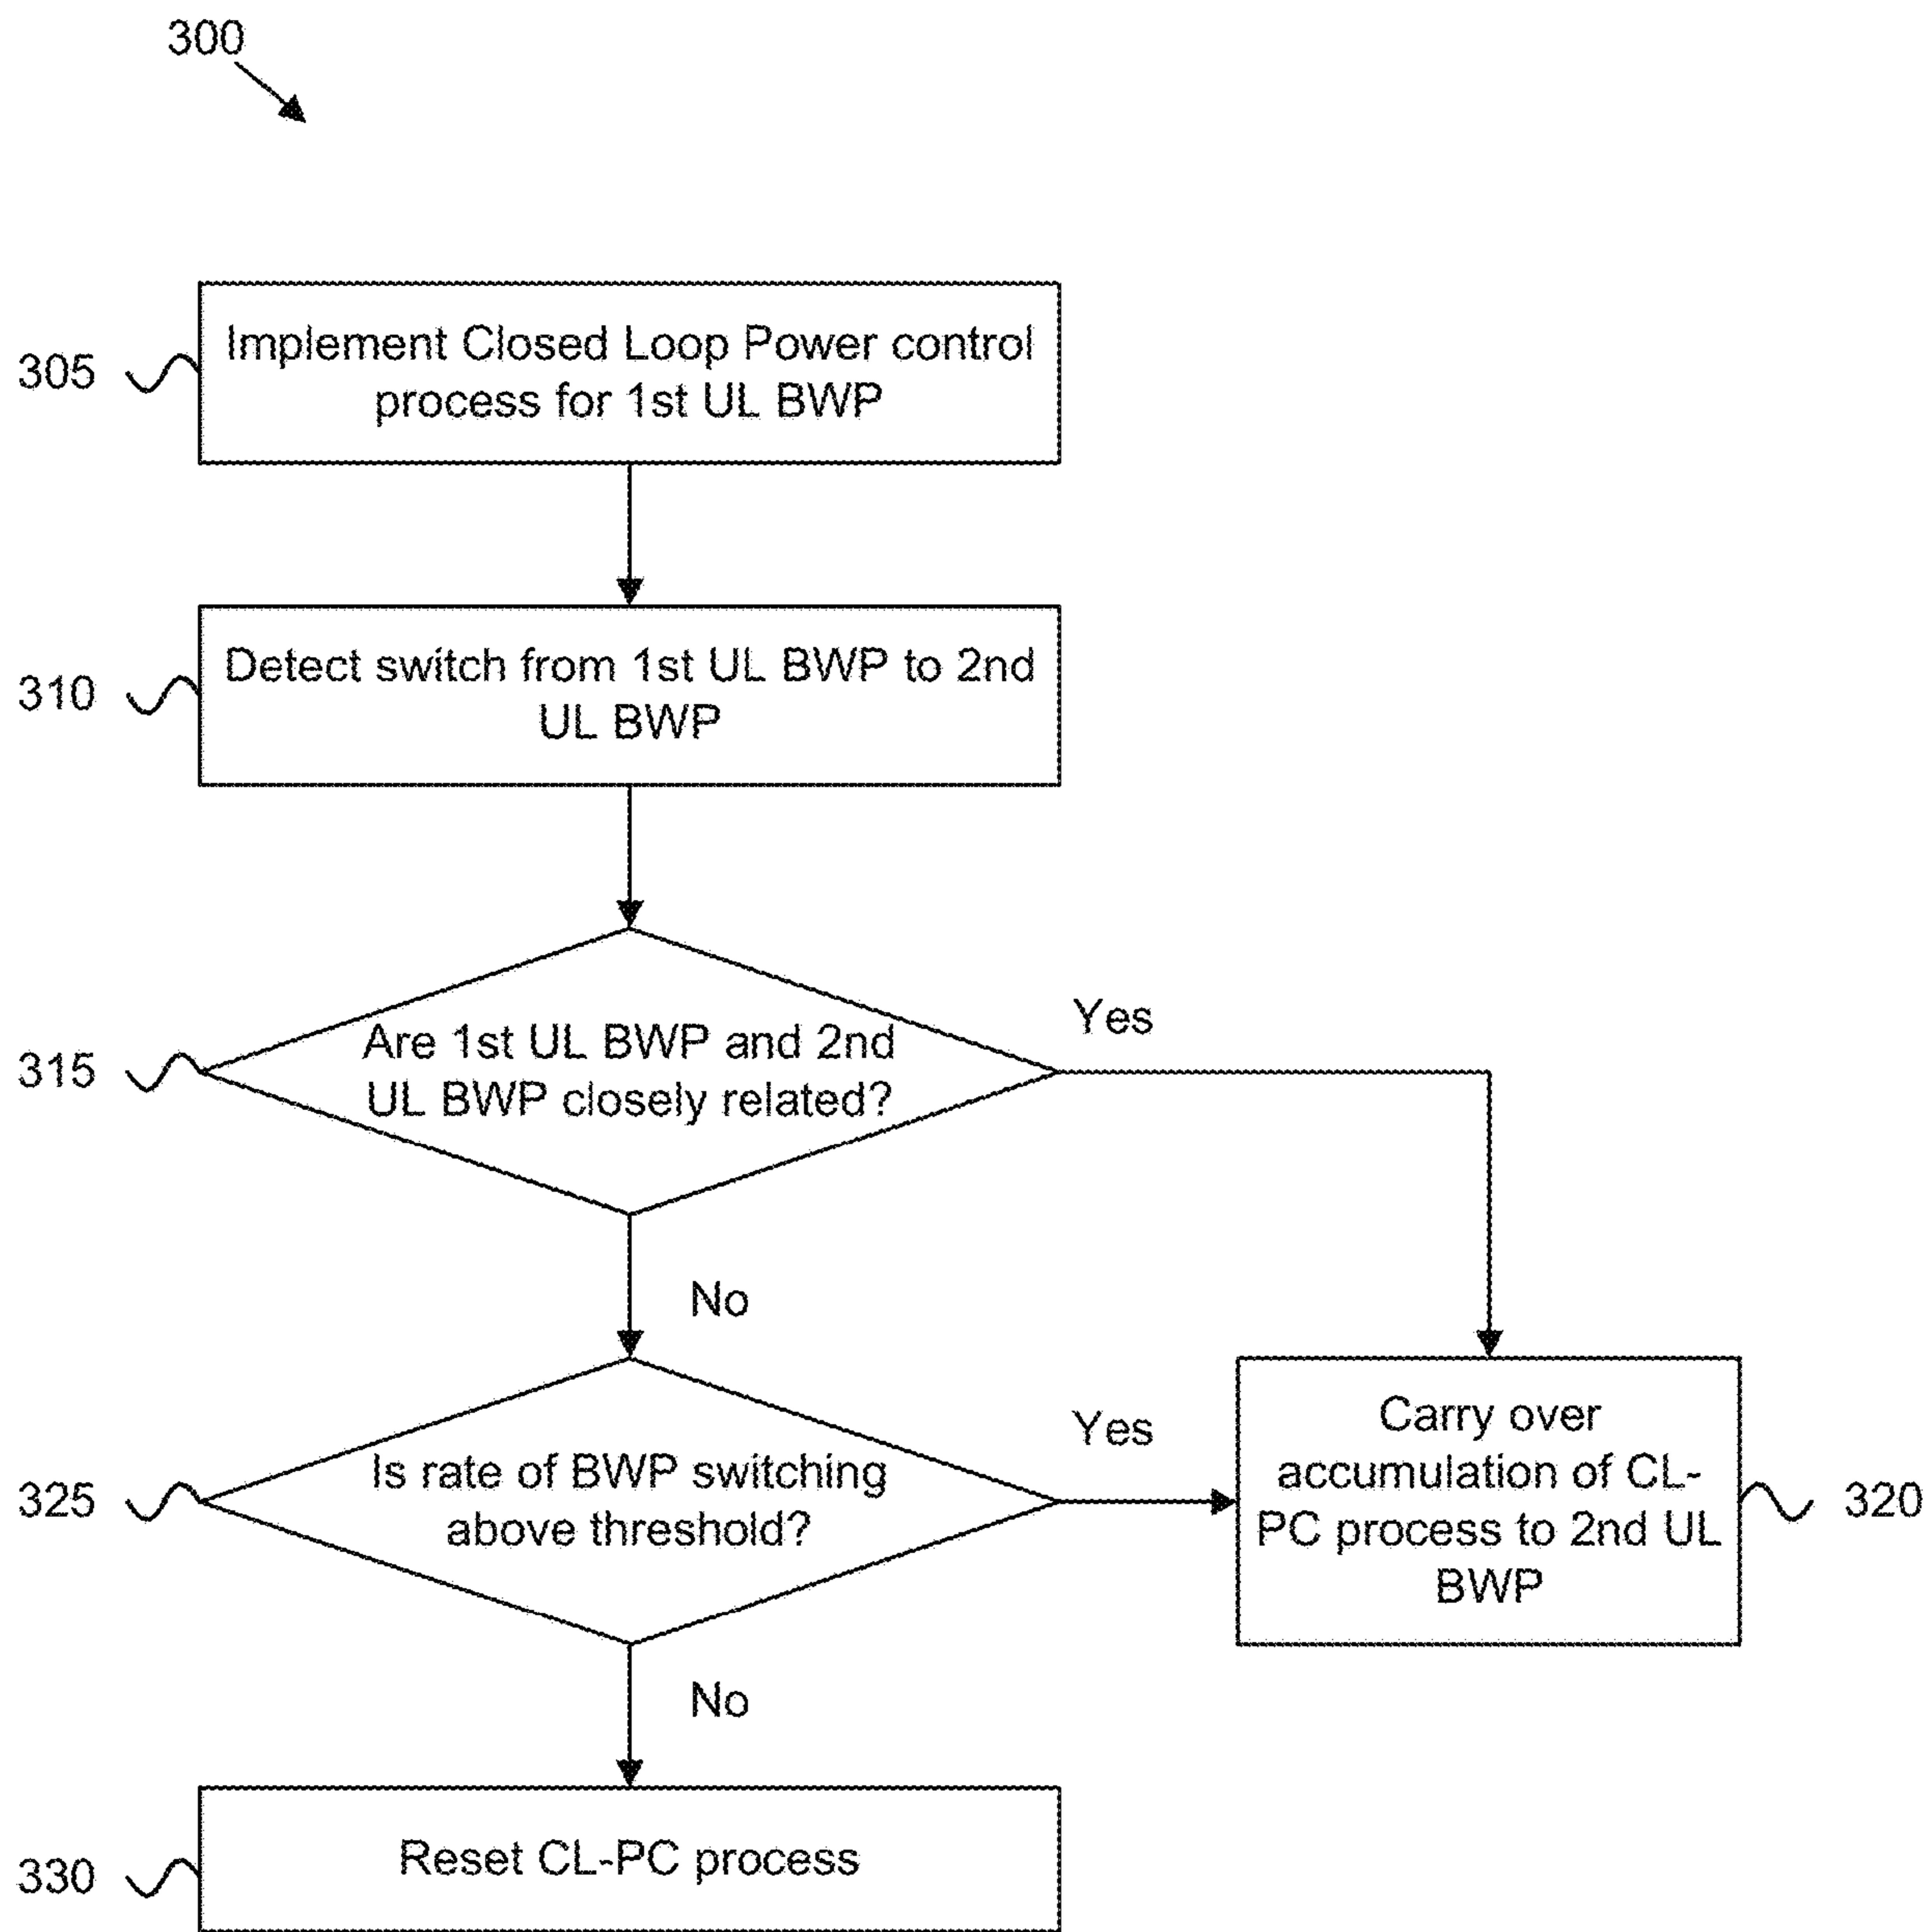 300
305
Implement Closed Loop Power control
process for 1st UL BWP
310
Detect switch from 1st UL BWP to 2nd
UL BWP
315
Are 1st UL BWP and 2nd
UL BWP closely related?
Yes
No
325
Is rate of BWP switching
above threshold?
Yes
Carry over
accumulation of CL-
PC process to 2nd UL
BWP
320
No
330
Reset CL-PC process